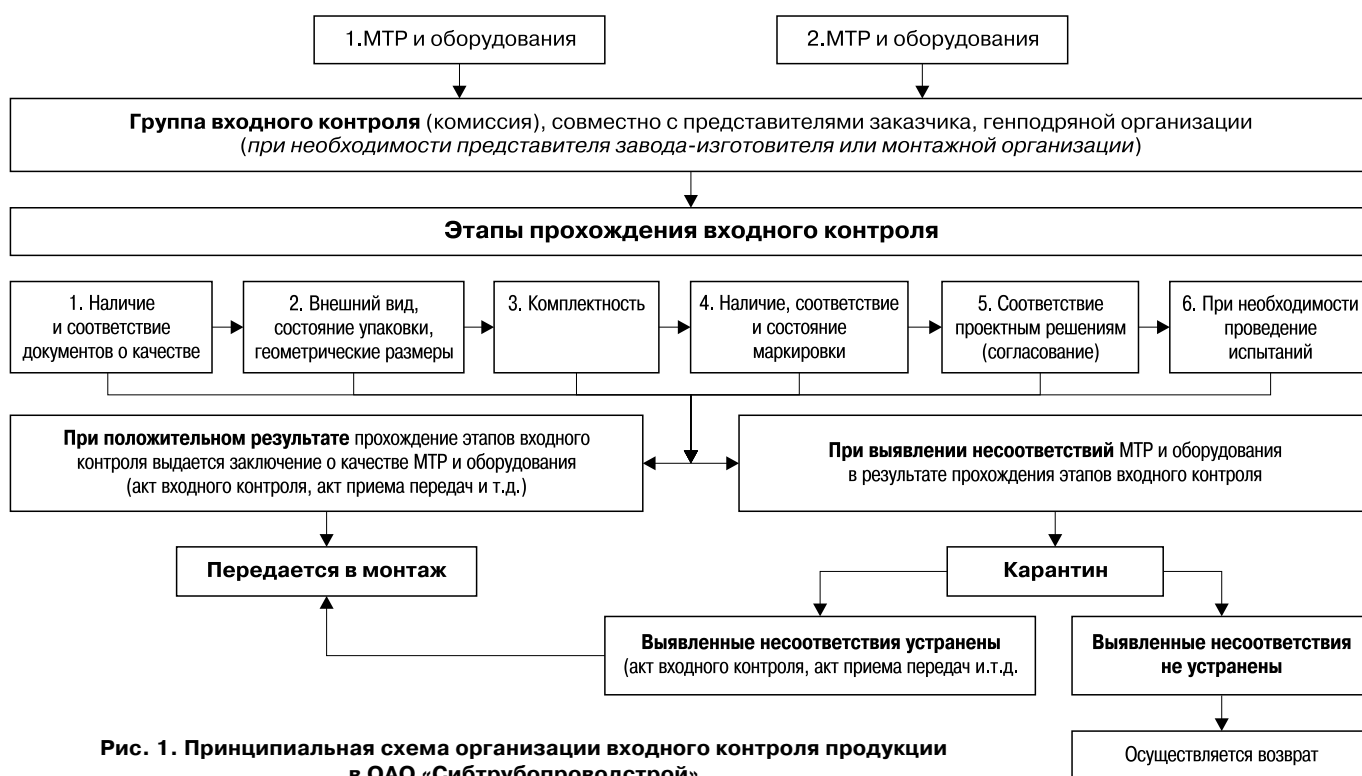 1.МТР и оборудования
2.МТР и оборудования
Группа входного контроля (комиссия), совместно с представителями заказчика, генподряной организации
(при необходимости представителя завода-изготовителя или монтажной организации)
Этапы прохождения входного контроля
1. Наличие
и соответствие
документов о качестве
2. Внешний вид,
состояние упаковки,
геометрические размеры
3. Комплектность
4. Наличие, соответствие
и состояние
маркировки
5. Соответствие
проектным решениям
(согласование)
6. При необходимости
проведение
испытаний
При положительном результате прохождение этапов входного
контроля выдается заключение о качестве МТР и оборудования
(акт входного контроля, акт приема передач и т.д.)
При выявлении несоответствий МТР и оборудования
в результате прохождения этапов входного контроля
Передается в монтаж
Карантин
Выявленные несоответствия устранены
(акт входного контроля, акт приема передач и.т.д.
Выявленные несоответствия
не устранены
Осуществляется возврат
Рис. 1. Принципиальная схема организации входного контроля продукции
в ОАО «Сибтрубопроводстрой»